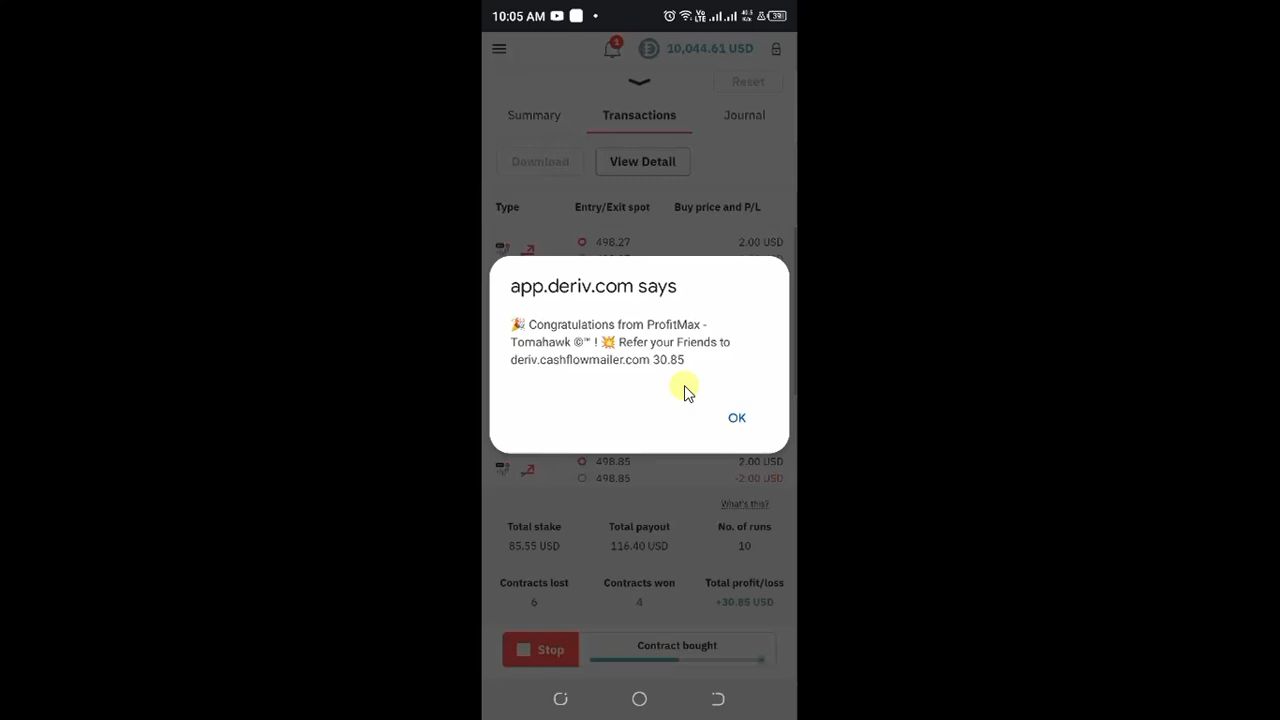 10:05 AM
39
1
10,044.61 USD
Reset
Summary
Transactions
Journal
Download
View Detail
Type
Entry/Exit spot
Buy price and P/L
498.27
2.00 USD
app.deriv.com says
🎉 Congratulations from ProfitMax -
Tomahawk ©™ ! 💥 Refer your Friends to
deriv.cashflowmailer.com 30.85
OK
498.85
2.00 USD
498.85
-2.00 USD
What's this?
Total stake
Total payout
No. of runs
85.55 USD
116.40 USD
10
Contracts lost
Contracts won
Total profit/loss
6
4
+30.85 USD
Stop
Contract bought